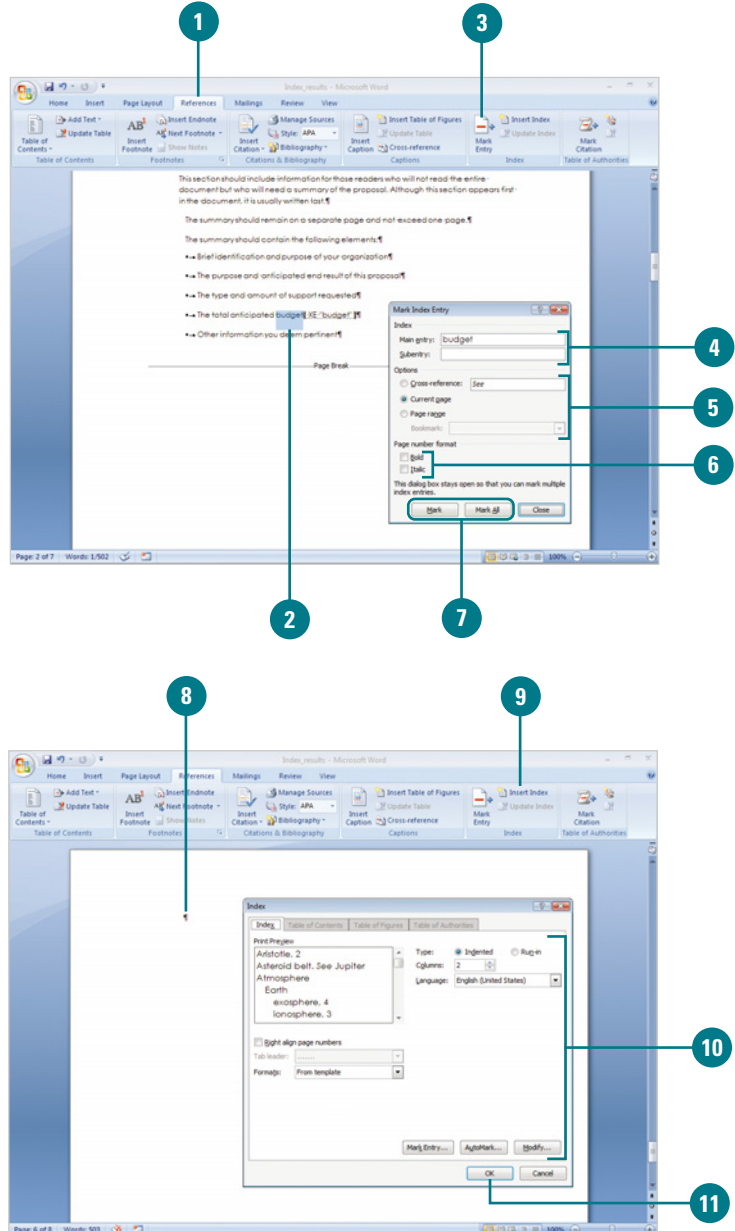 1
3
Index_results - Microsoft Word
Home Insert Page Layout References Mailings Review View
Table of Contents
Add Text
Update Table
Table of Contents
AB¹
Insert Footnote
Insert Endnote
Next Footnote
Show Notes
Footnotes
Insert Citation
Manage Sources
Style: APA
Bibliography
Citations & Bibliography
Insert Caption
Insert Table of Figures
Update Table
Cross-reference
Captions
Mark Entry
Insert Index
Update Index
Index
Mark Citation
Table of Authorities
This section should include information for those readers who will not read the entire
document but who will need a summary of the proposal. Although this section appears first
in the document, it is usually written last.¶
The summary should remain on a separate page and not exceed one page.¶
The summary should contain the following elements:¶
•→ Brief identification and purpose of your organization¶
•→ The purpose and anticipated end result of this proposal¶
•→ The type and amount of support requested¶
•→ The total anticipated budget{ XE "budget" }¶
•→ Other information you deem pertinent¶
Page Break
Mark Index Entry
Index
Main entry: budget
Subentry:
Options
Cross-reference: See
Current page
Page range
Bookmark:
Page number format
Bold
Italic
This dialog box stays open so that you can mark multiple
index entries.
Mark Mark All Close
4
5
6
Page: 2 of 7 Words: 1/502 100%
2
7
8
9
Index_results - Microsoft Word
Home Insert Page Layout References Mailings Review View
Table of Contents
Add Text
Update Table
Table of Contents
AB¹
Insert Footnote
Insert Endnote
Next Footnote
Show Notes
Footnotes
Insert Citation
Manage Sources
Style: APA
Bibliography
Citations & Bibliography
Insert Caption
Insert Table of Figures
Update Table
Cross-reference
Captions
Mark Entry
Insert Index
Update Index
Index
Mark Citation
Table of Authorities
¶
Index
Index Table of Contents Table of Figures Table of Authorities
Print Preview
Aristotle, 2
Asteroid belt. See Jupiter
Atmosphere
Earth
exosphere, 4
ionosphere, 3
Type: Indented Run-in
Columns: 2
Language: English (United States)
Right align page numbers
Tab leader: .......
Formats: From template
Mark Entry... AutoMark... Modify...
OK Cancel
10
11
Page: 6 of 8 Words: 503 100%